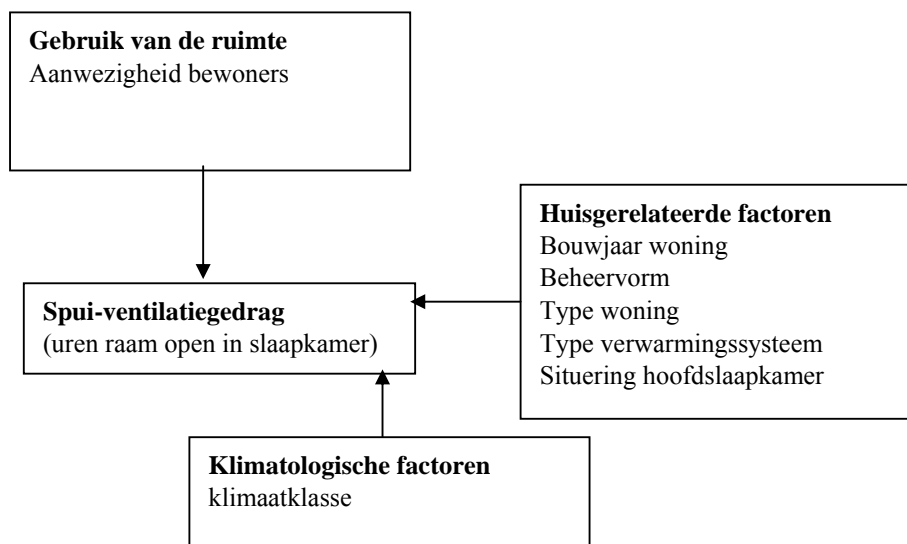 Gebruik van de ruimte
Aanwezigheid bewoners
Huisgerelateerde factoren
Bouwjaar woning
Beheervorm
Type woning
Type verwarmingssysteem
Situering hoofdslaapkamer
Spui-ventilatiegedrag
(uren raam open in slaapkamer)
Klimatologische factoren
klimaatklasse